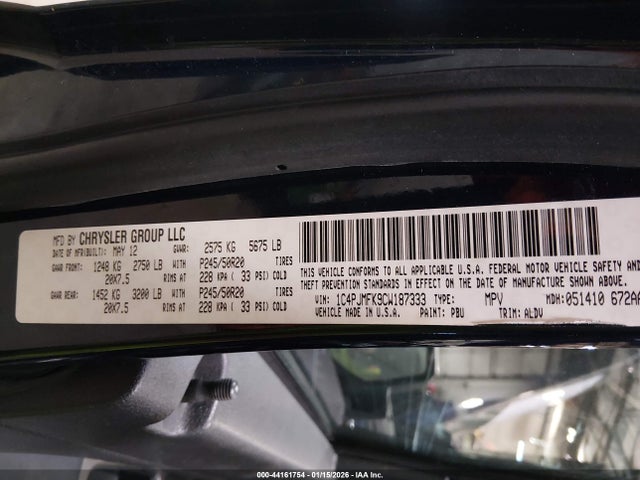 MFD BY CHRYSLER GROUP LLC
DATE OF MFR(BUILT): MAY 12 GVWR: 2575 KG 5675 LB
GAWR FRONT: 1248 KG 2750 LB WITH P245/50R20 TIRES
20X7.5 RIMS AT 228 KPA ( 33 PSI) COLD
GAWR REAR: 1452 KG 3200 LB WITH P245/50R20 TIRES
20X7.5 RIMS AT 228 KPA ( 33 PSI) COLD
THIS VEHICLE CONFORMS TO ALL APPLICABLE U.S.A. FEDERAL MOTOR VEHICLE SAFETY AND
THEFT PREVENTION STANDARDS IN EFFECT ON THE DATE OF MANUFACTURE SHOWN ABOVE.
VIN: 1C4PJMFK9CW187333 TYPE: MPV MDH: 051410 672AA
MADE IN U.S.A. PAINT: PBU TRIM: ALDV
000-44161754 - 01/15/2026 - IAA Inc.